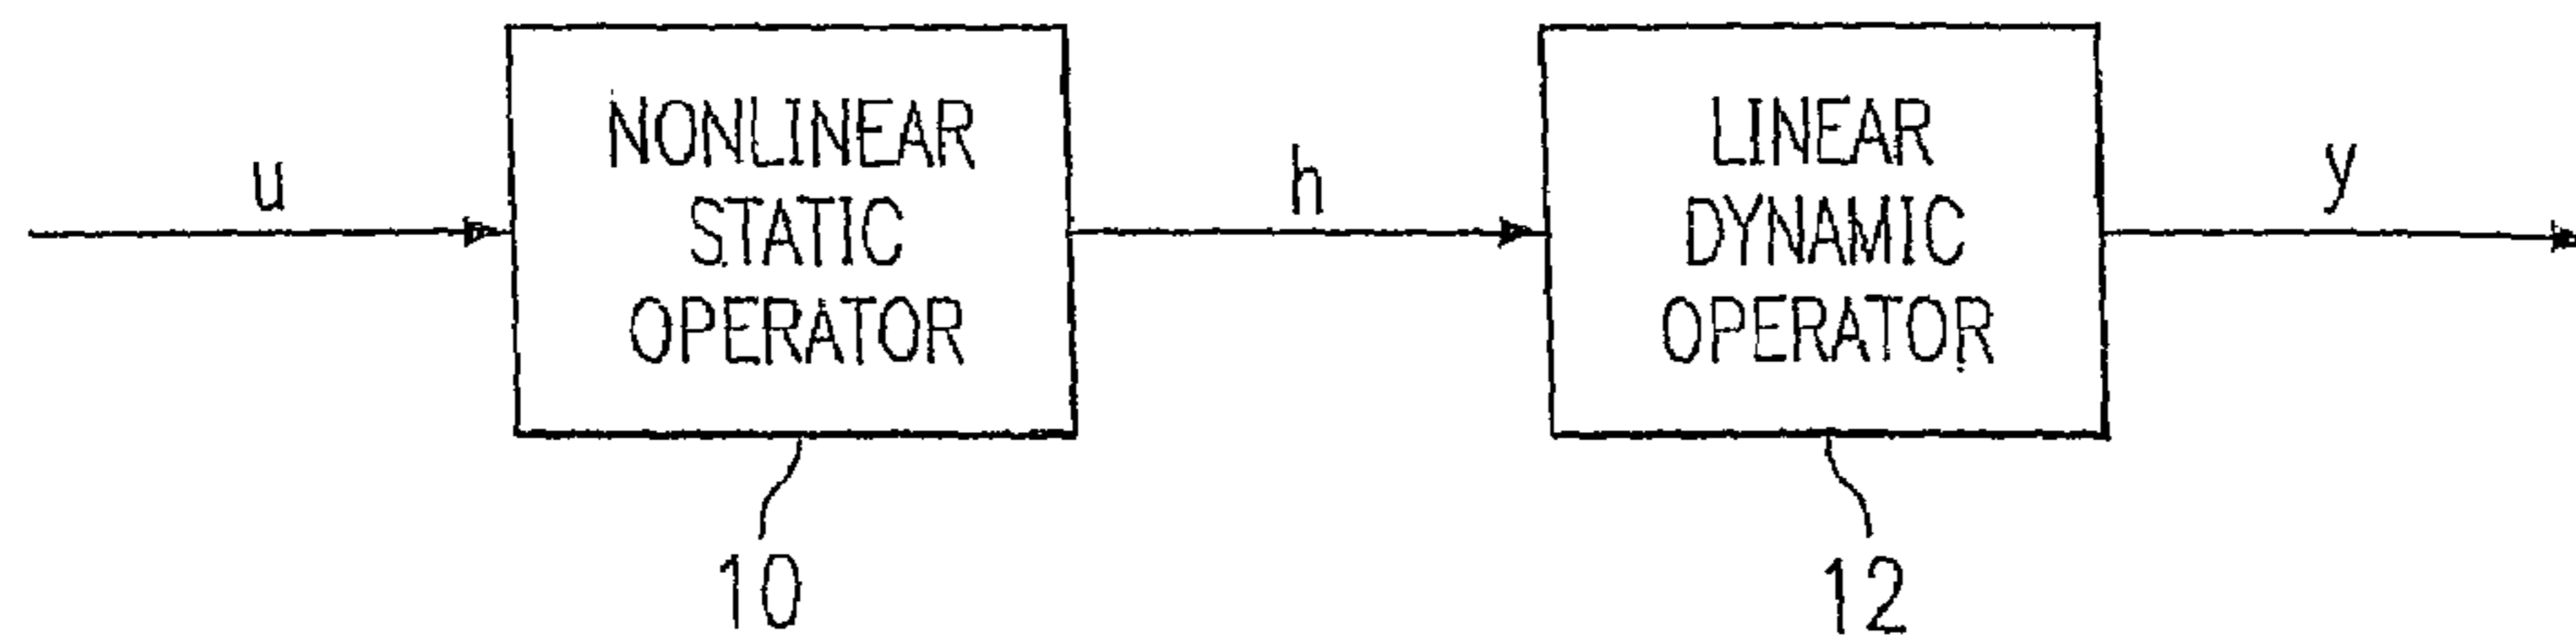 u
NONLINEAR
STATIC
OPERATOR
h
LINEAR
DYNAMIC
OPERATOR
y
10
12